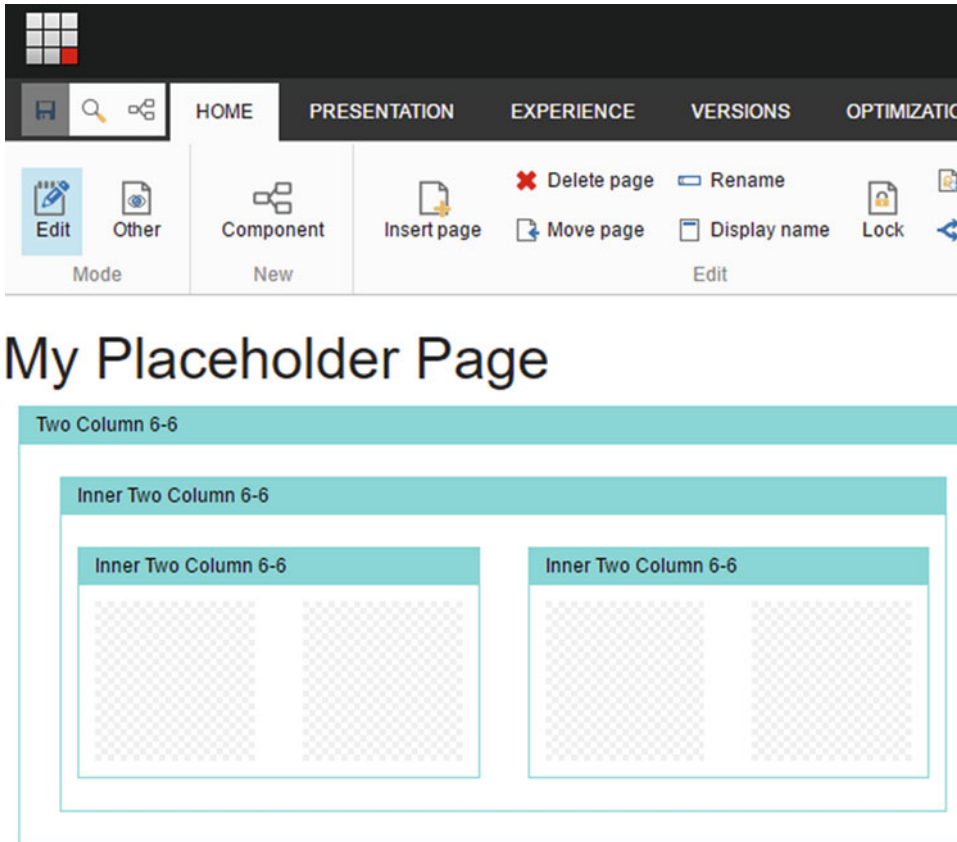 HOME PRESENTATION EXPERIENCE VERSIONS OPTIMIZATIO
Delete page Rename
Edit Other Component Insert page Move page Display name Lock
Mode New Edit
My Placeholder Page
Two Column 6-6
Inner Two Column 6-6
Inner Two Column 6-6 Inner Two Column 6-6